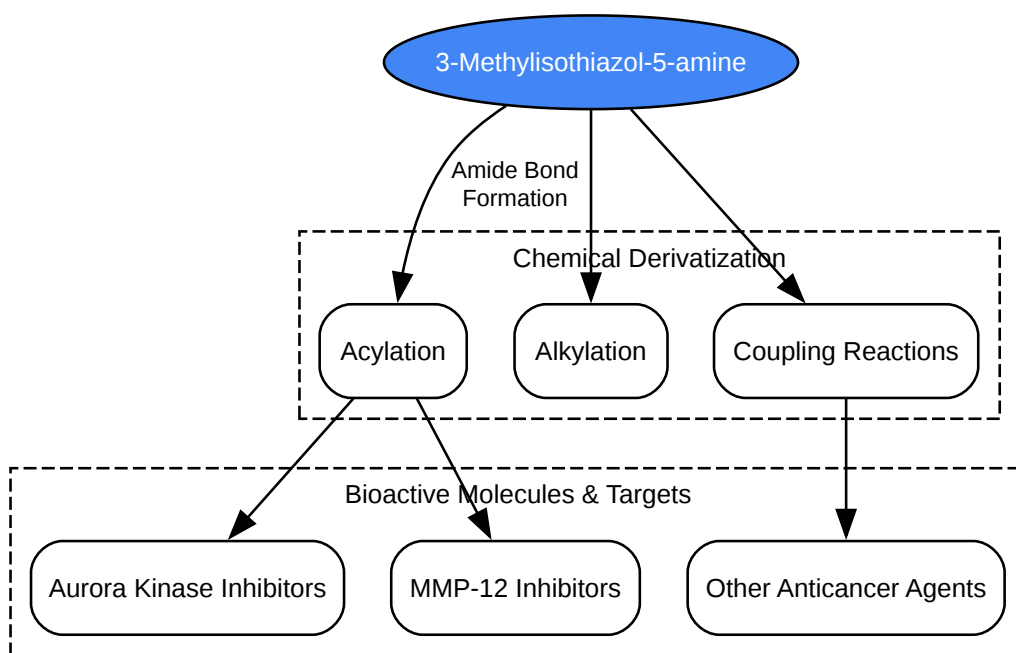 3-Methylisothiazol-5-amine
Amide Bond
Formation
Chemical Derivatization
Acylation
Alkylation
Coupling Reactions
Bioactive Molecules & Targets
Aurora Kinase Inhibitors
MMP-12 Inhibitors
Other Anticancer Agents